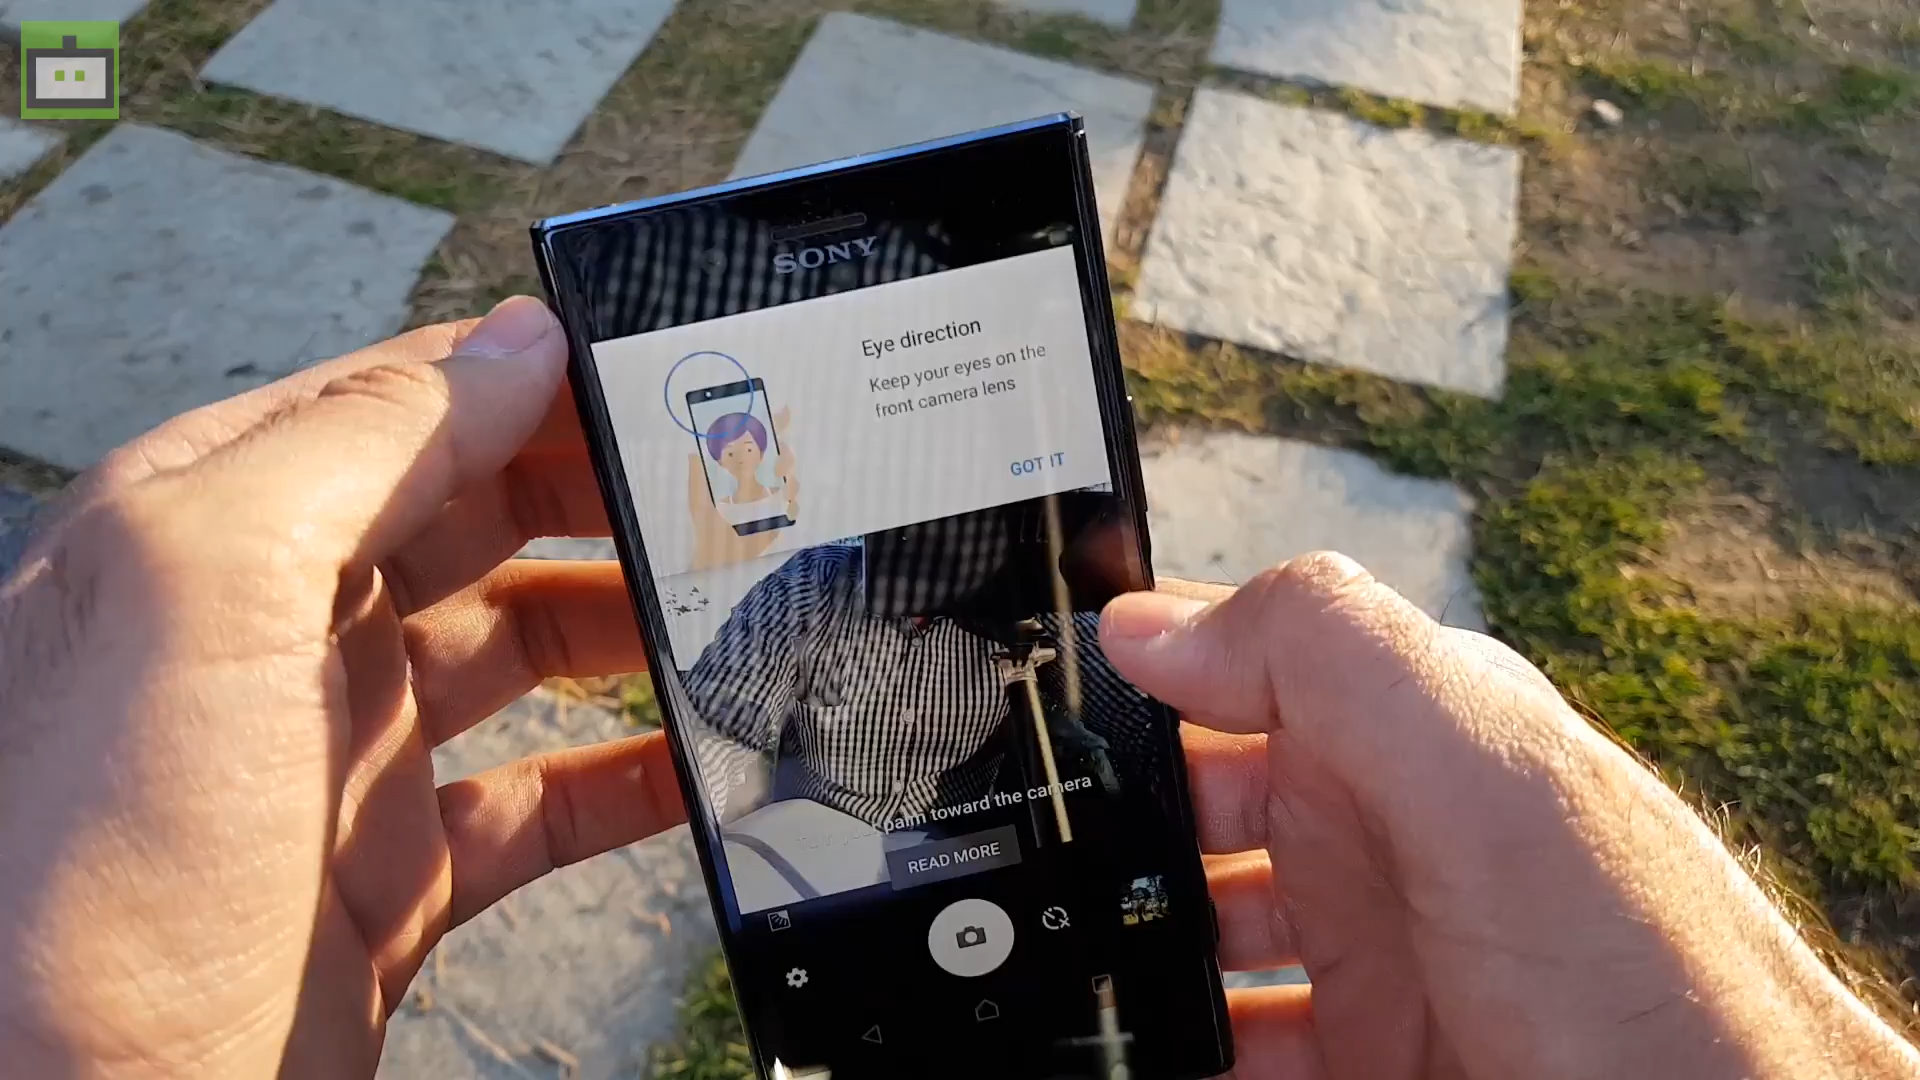 SONY
Eye direction
Keep your eyes on the
front camera lens
GOT IT
palm toward the camera
READ MORE